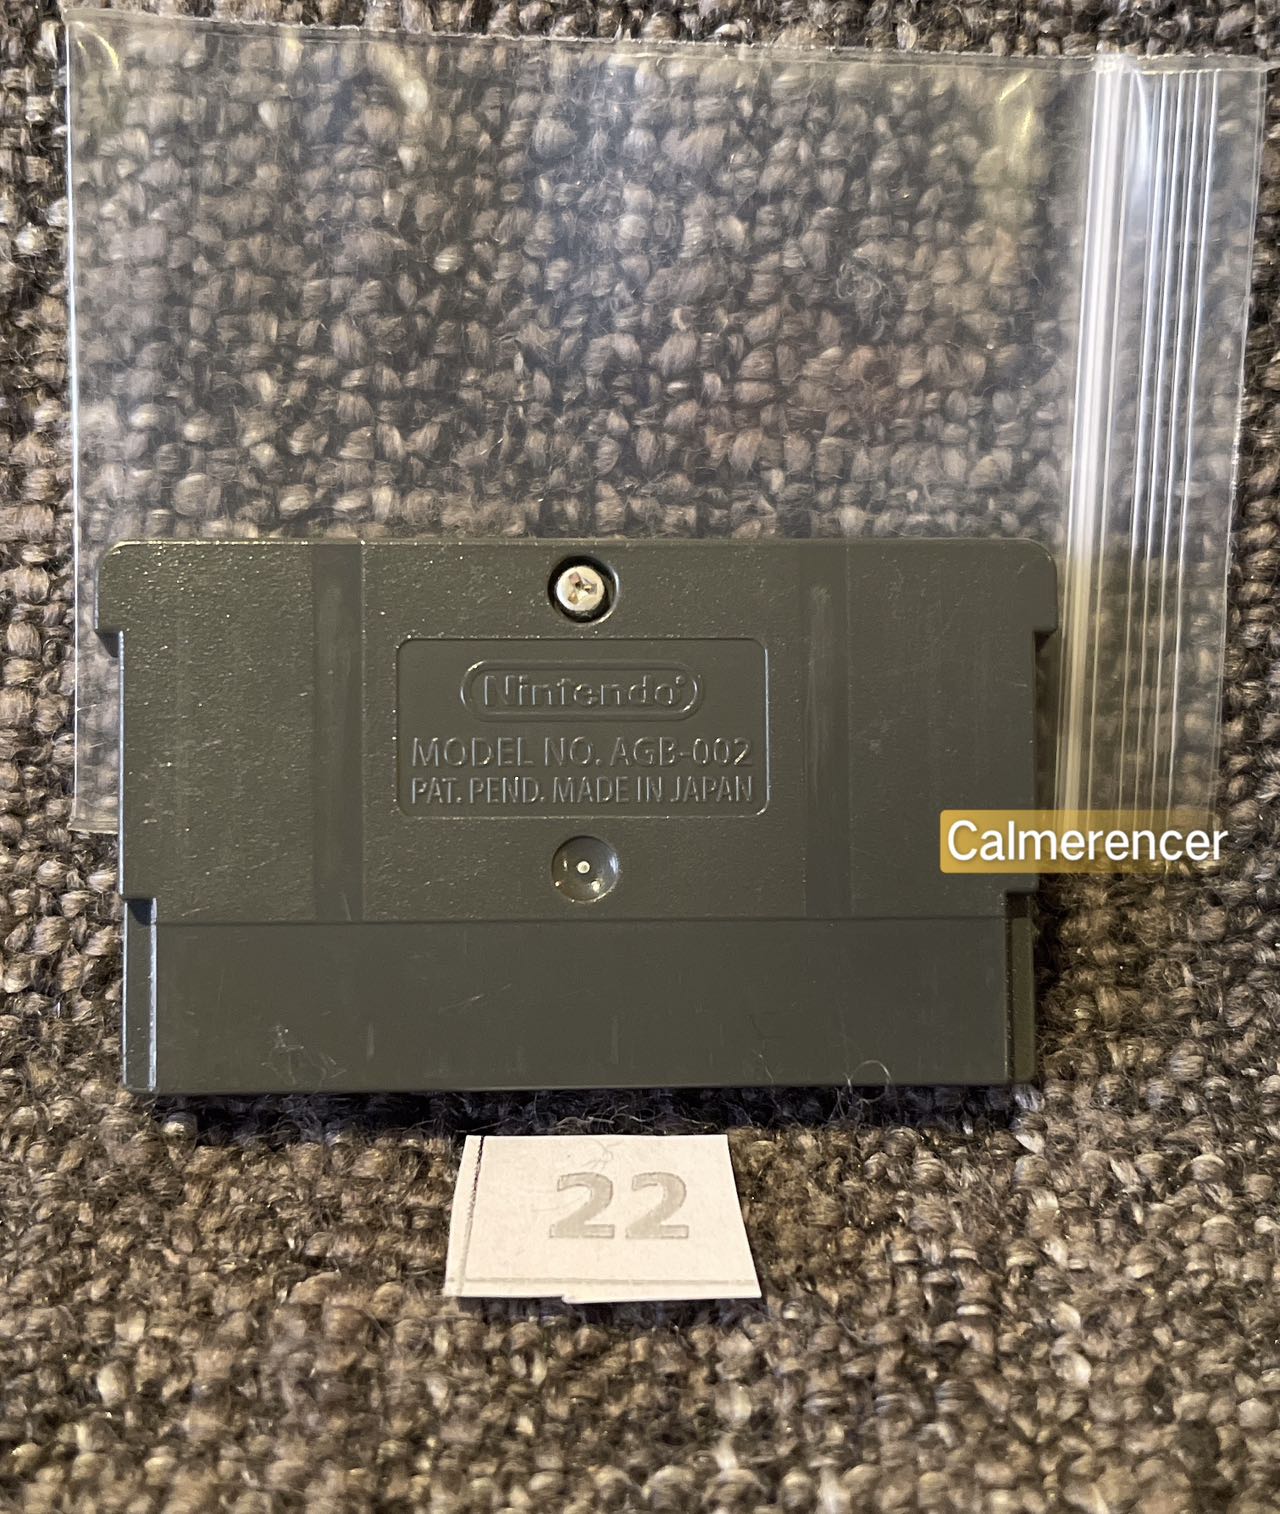 Nintendo
MODEL NO. AGB-002
PAT. PEND. MADE IN JAPAN
Calmerencer
22